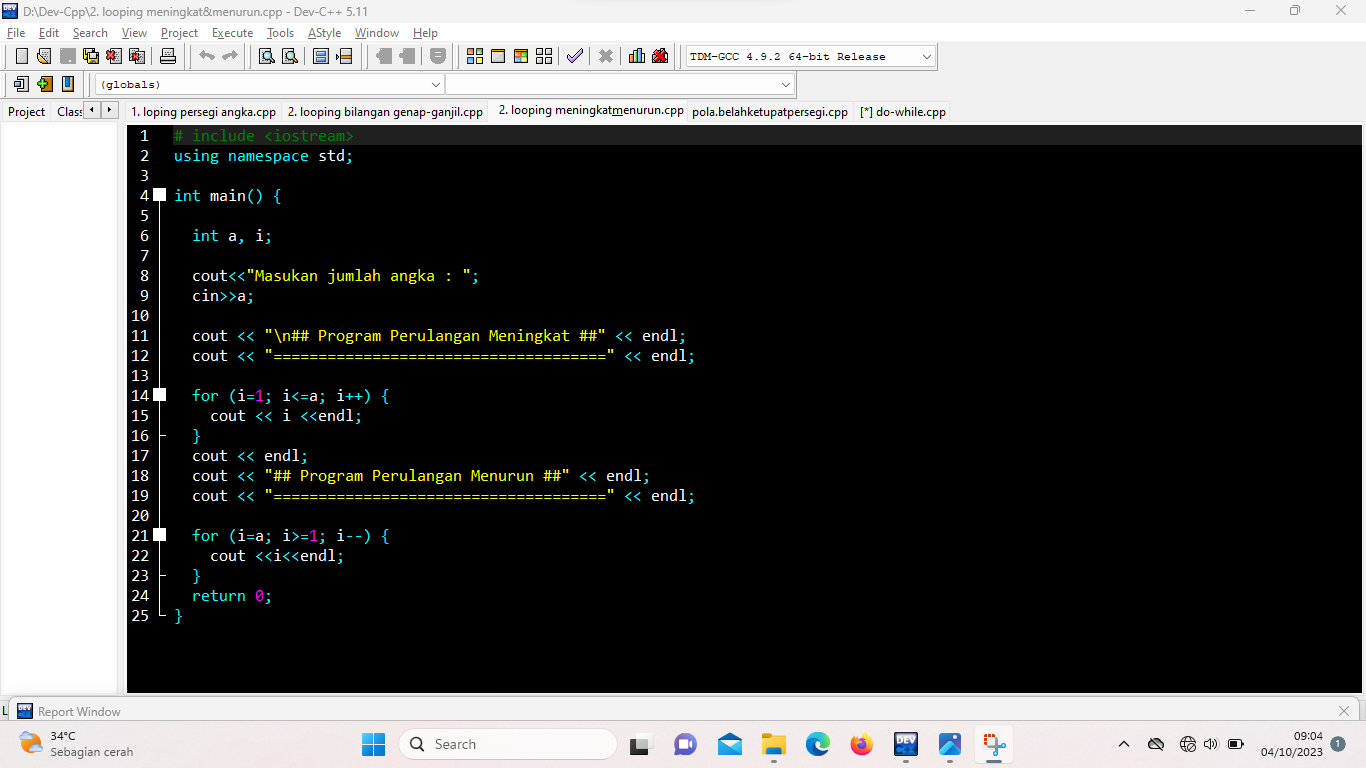 D:\Dev-Cpp\2. looping meningkat&menurun.cpp - Dev-C++ 5.11
File Edit Search View Project Execute Tools AStyle Window Help
TDM-GCC 4.9.2 64-bit Release
(globals)
Project Class 1. loping persegi angka.cpp 2. looping bilangan genap-ganjil.cpp 2. looping meningkatmenurun.cpp pola.belahketupatpersegi.cpp [*] do-while.cpp
1 # include <iostream>
2 using namespace std;
3
4 int main() {
5
6 int a, i;
7
8 cout<<"Masukan jumlah angka : ";
9 cin>>a;
10
11 cout << "\n## Program Perulangan Meningkat ##" << endl;
12 cout << "=====================================" << endl;
13
14 for (i=1; i<=a; i++) {
15 cout << i <<endl;
16 }
17 cout << endl;
18 cout << "## Program Perulangan Menurun ##" << endl;
19 cout << "=====================================" << endl;
20
21 for (i=a; i>=1; i--) {
22 cout <<i<<endl;
23 }
24 return 0;
25 }
L DEV Report Window
34°C
Sebagian cerah
Search
DEV
09:04
04/10/2023
1